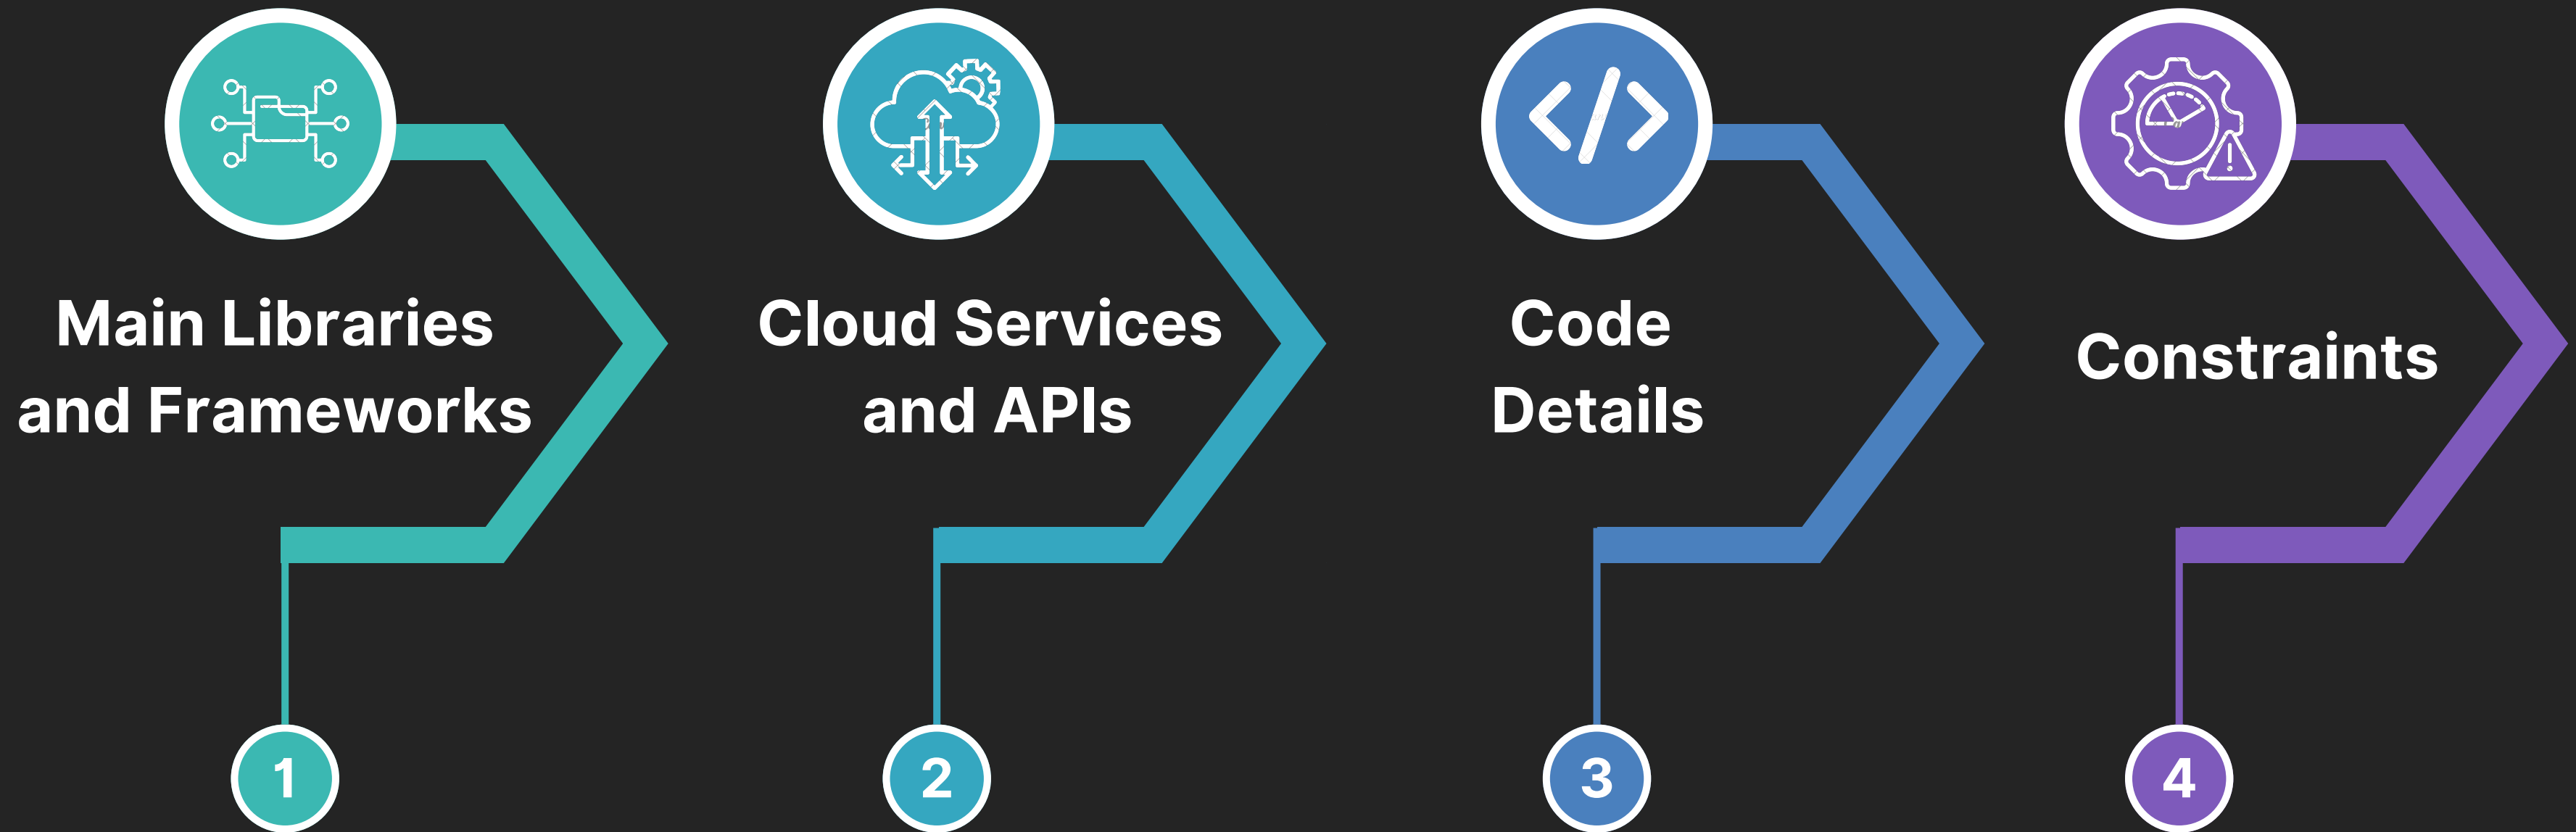 Main Libraries
and Frameworks
Cloud Services
and APIs
Code
Details
Constraints
1
2
3
4